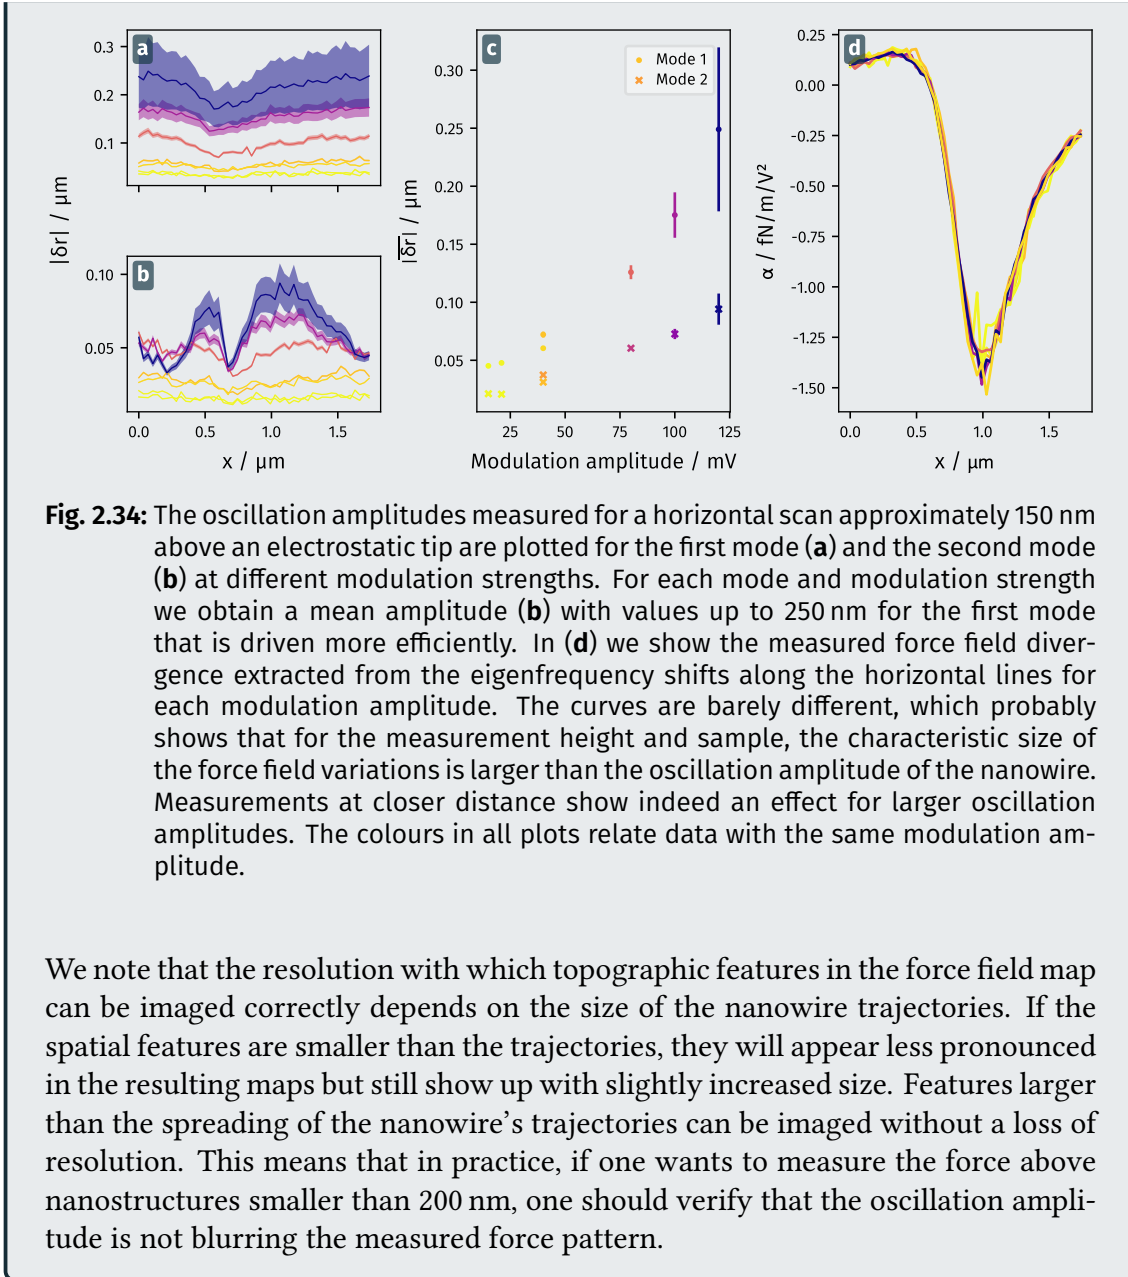 a
0.3
0.2
0.1
|δr| / μm
b
0.10
0.05
0.0 0.5 1.0 1.5
x / μm
c
Mode 1
Mode 2
0.30
0.25
0.20
0.15
0.10
0.05
|δr| / μm
25 50 75 100 125
Modulation amplitude / mV
d
0.25
0.00
-0.25
-0.50
-0.75
-1.00
-1.25
-1.50
α / fN/m/V²
0.0 0.5 1.0 1.5
x / μm
Fig. 2.34: The oscillation amplitudes measured for a horizontal scan approximately 150 nm
above an electrostatic tip are plotted for the first mode (a) and the second mode
(b) at different modulation strengths. For each mode and modulation strength
we obtain a mean amplitude (b) with values up to 250 nm for the first mode
that is driven more efficiently. In (d) we show the measured force field diver-
gence extracted from the eigenfrequency shifts along the horizontal lines for
each modulation amplitude. The curves are barely different, which probably
shows that for the measurement height and sample, the characteristic size of
the force field variations is larger than the oscillation amplitude of the nanowire.
Measurements at closer distance show indeed an effect for larger oscillation
amplitudes. The colours in all plots relate data with the same modulation am-
plitude.
We note that the resolution with which topographic features in the force field map
can be imaged correctly depends on the size of the nanowire trajectories. If the
spatial features are smaller than the trajectories, they will appear less pronounced
in the resulting maps but still show up with slightly increased size. Features larger
than the spreading of the nanowire's trajectories can be imaged without a loss of
resolution. This means that in practice, if one wants to measure the force above
nanostructures smaller than 200 nm, one should verify that the oscillation ampli-
tude is not blurring the measured force pattern.